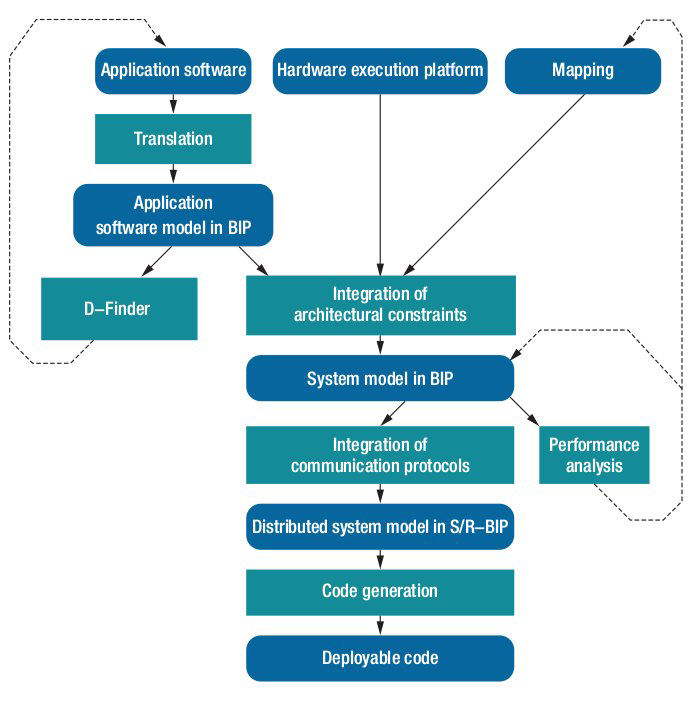 Application software
Hardware execution platform
Mapping
Translation
Application
software model in BIP
D–Finder
Integration of
architectural constraints
System model in BIP
Integration of
communication protocols
Performance
analysis
Distributed system model in S/R–BIP
Code generation
Deployable code